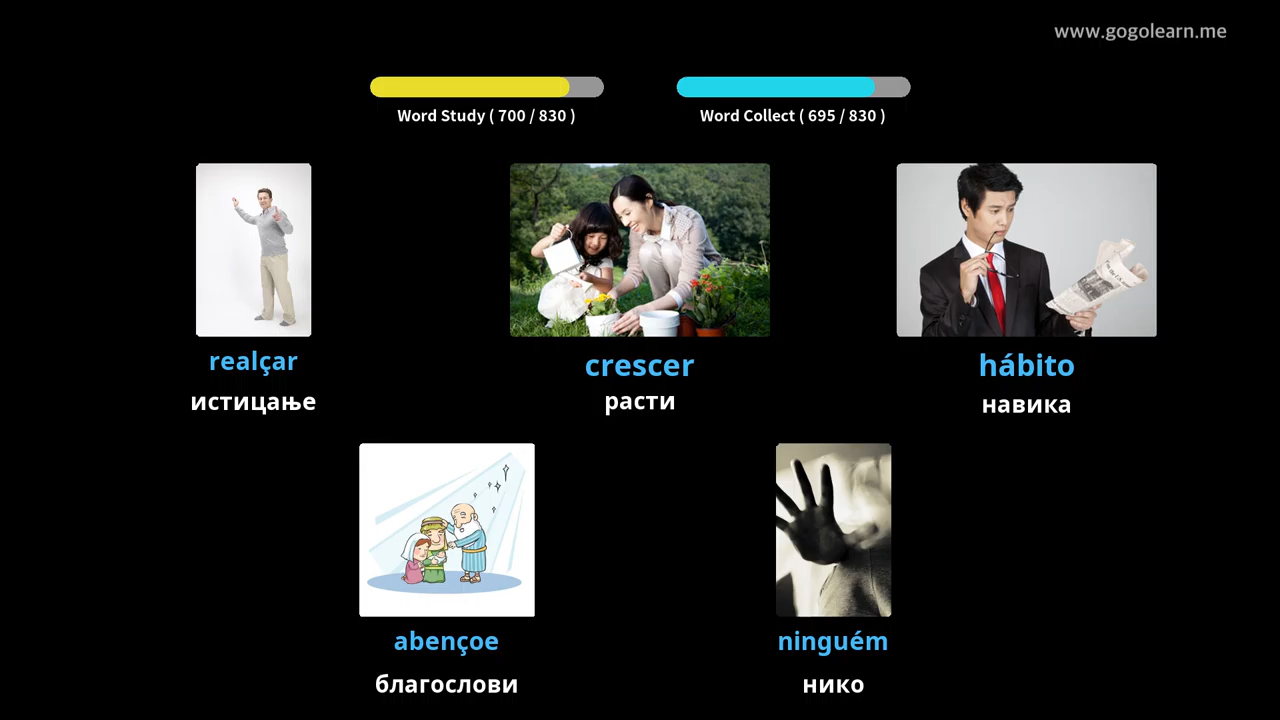 www.gogolearn.me
Word Study ( 700 / 830 )
Word Collect ( 695 / 830 )
realçar
истицање
crescer
расти
hábito
навика
abençoe
благослови
ninguém
нико